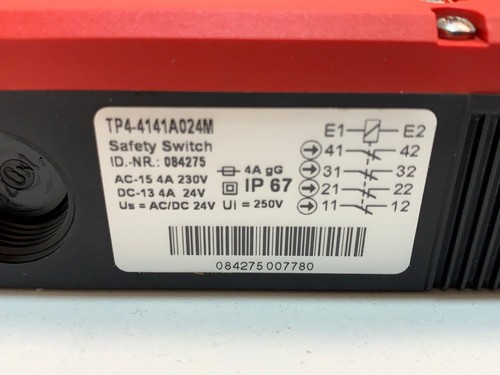 TP4-4141A024M
Safety Switch
ID.-NR.: 084275
AC-15 4A 230V
DC-13 4A 24V
Us = AC/DC 24V Ui = 250V
4A gG
IP 67
E1 E2
41 42
31 32
21 22
11 12
084275 007780
20N